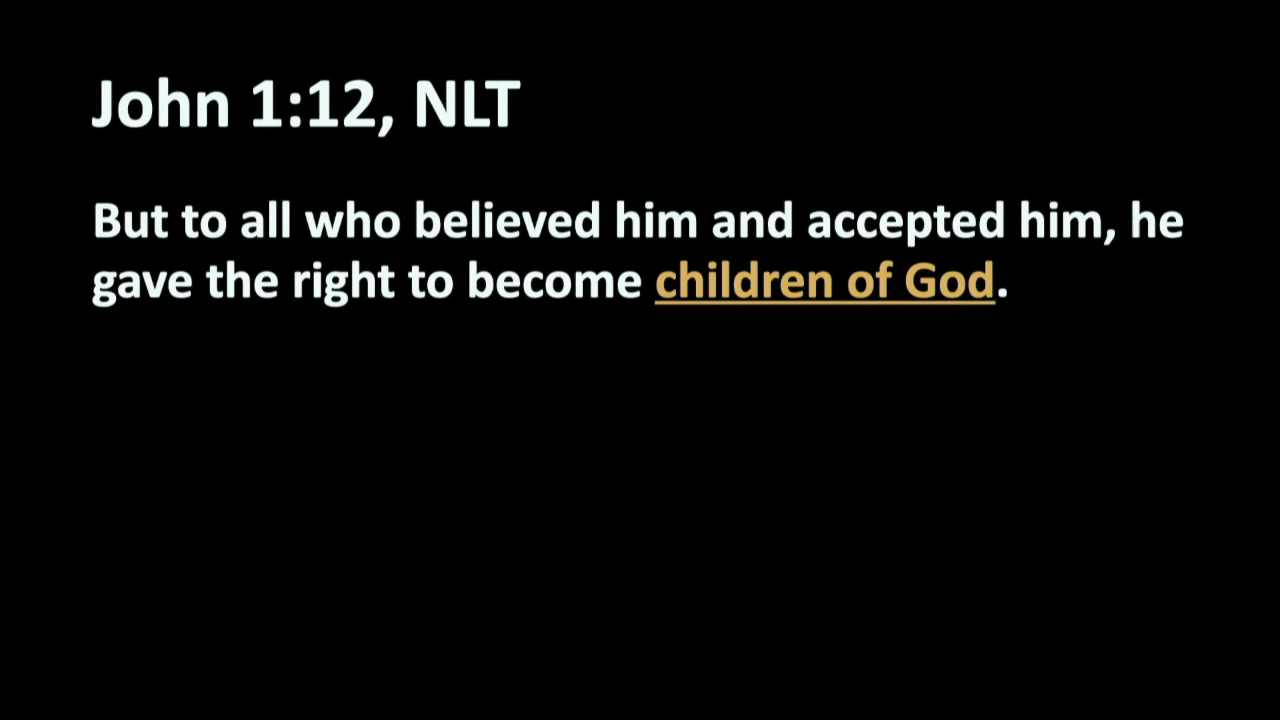 John 1:12, NLT
But to all who believed him and accepted him, he
gave the right to become children of God.